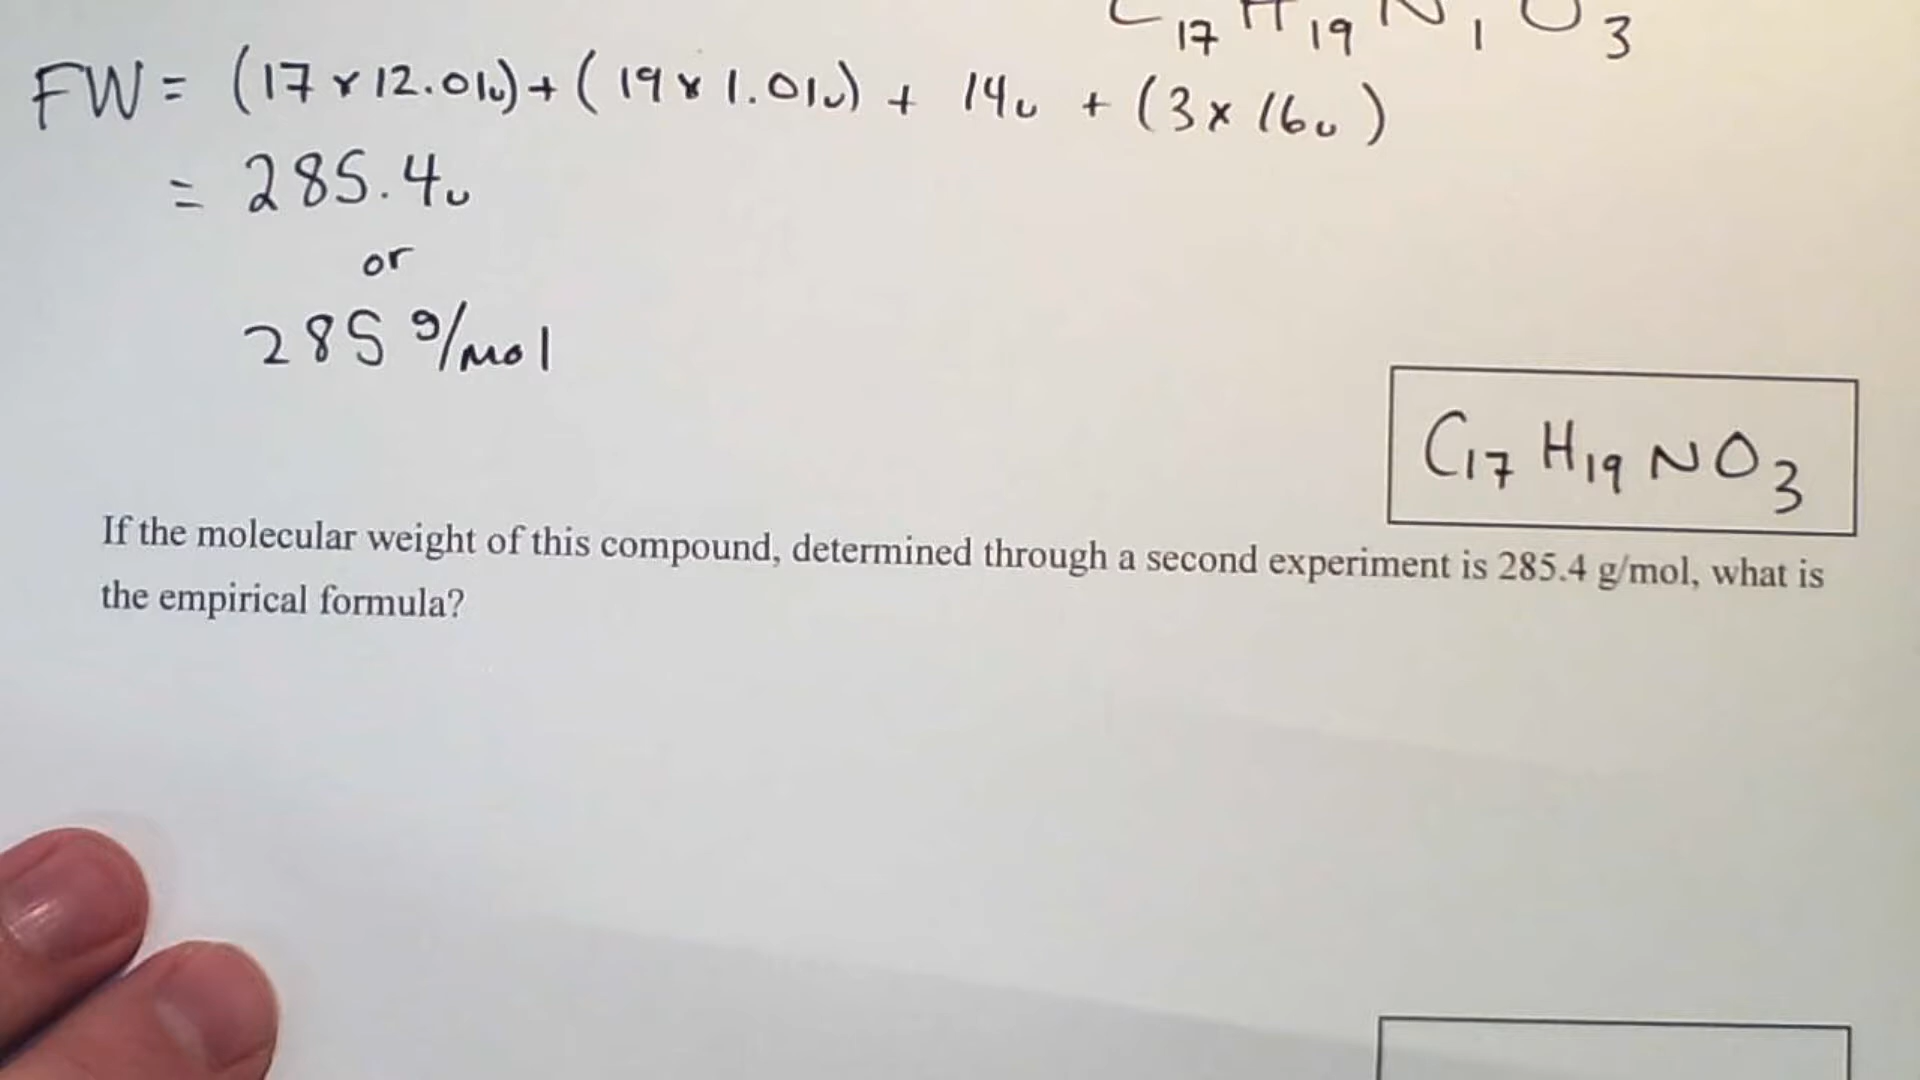 C17 H19 N1 O3
FW = (17 x 12.01u) + (19 x 1.01u) + 14u + (3 x 16u)
= 285.4u
or
285 g/mol
C17 H19 NO3
If the molecular weight of this compound, determined through a second experiment is 285.4 g/mol, what is
the empirical formula?